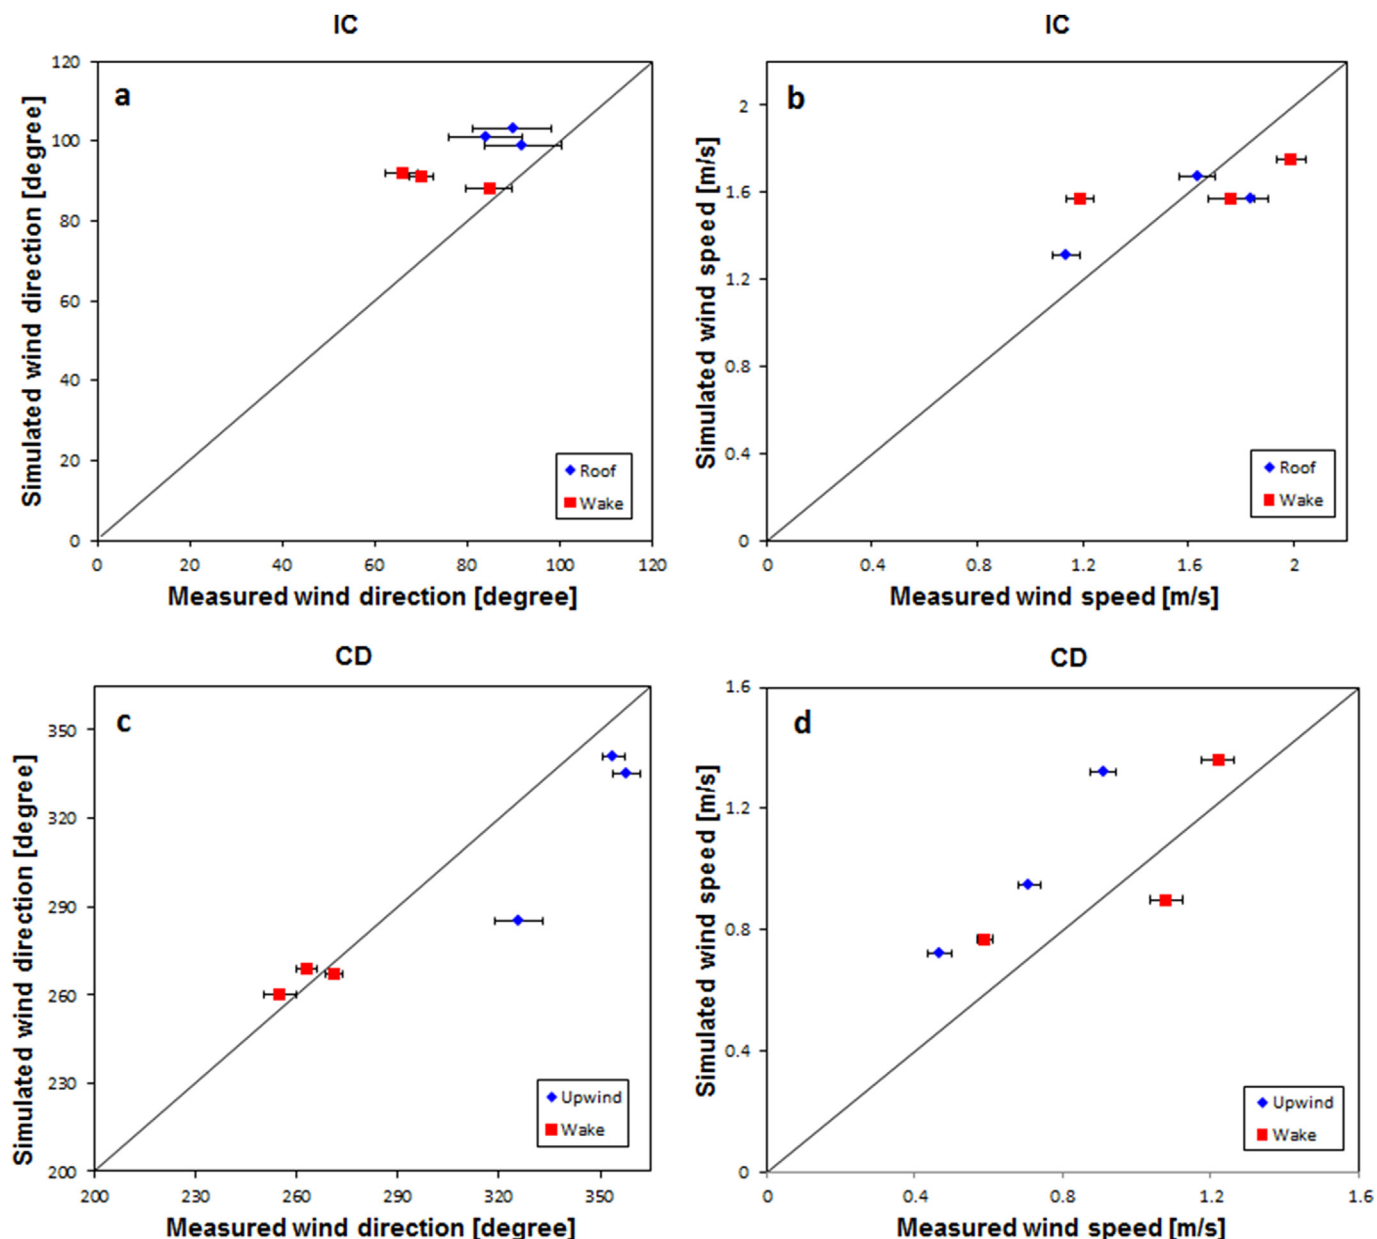 IC
a
Simulated wind direction [degree]
120
100
80
60
40
20
0
0 20 40 60 80 100 120
Measured wind direction [degree]
Roof
Wake
IC
b
Simulated wind speed [m/s]
2
1.6
1.2
0.8
0.4
0
0 0.4 0.8 1.2 1.6 2
Measured wind speed [m/s]
Roof
Wake
CD
c
Simulated wind direction [degree]
350
320
290
260
230
200
200 230 260 290 320 350
Measured wind direction [degree]
Upwind
Wake
CD
d
Simulated wind speed [m/s]
1.6
1.2
0.8
0.4
0
0 0.4 0.8 1.2 1.6
Measured wind speed [m/s]
Upwind
Wake